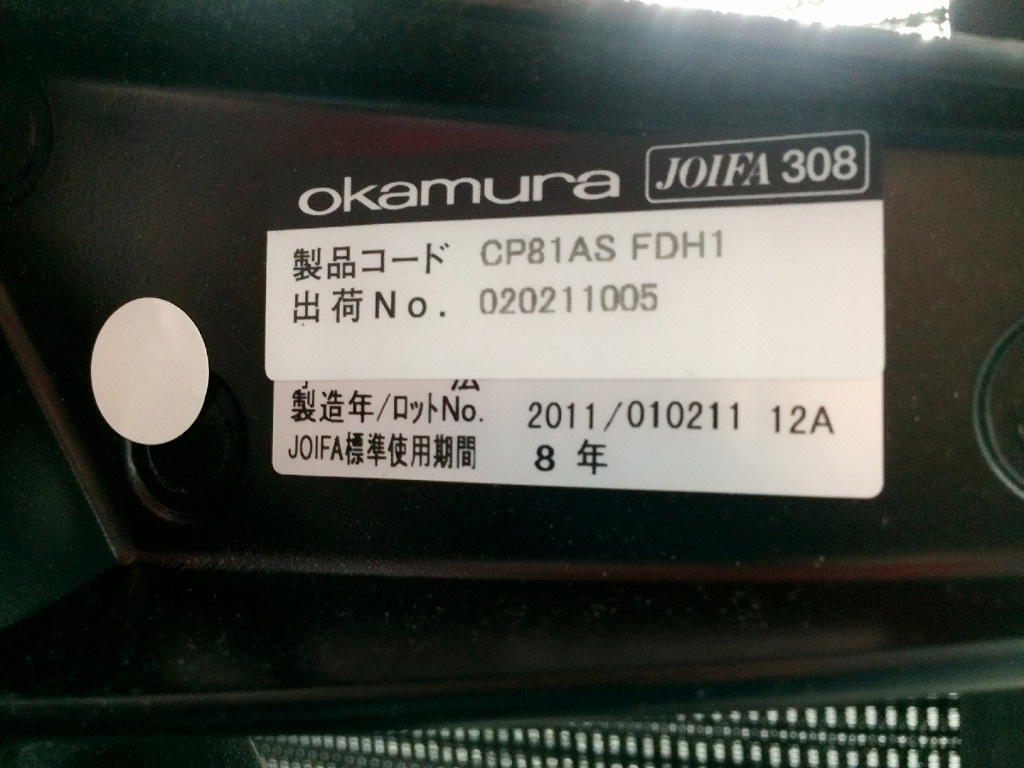 okamura JOIFA 308
製品コード CP81AS FDH1
出荷No. 020211005
製造年/ロットNo. 2011/010211 12A
JOIFA標準使用期間 8 年